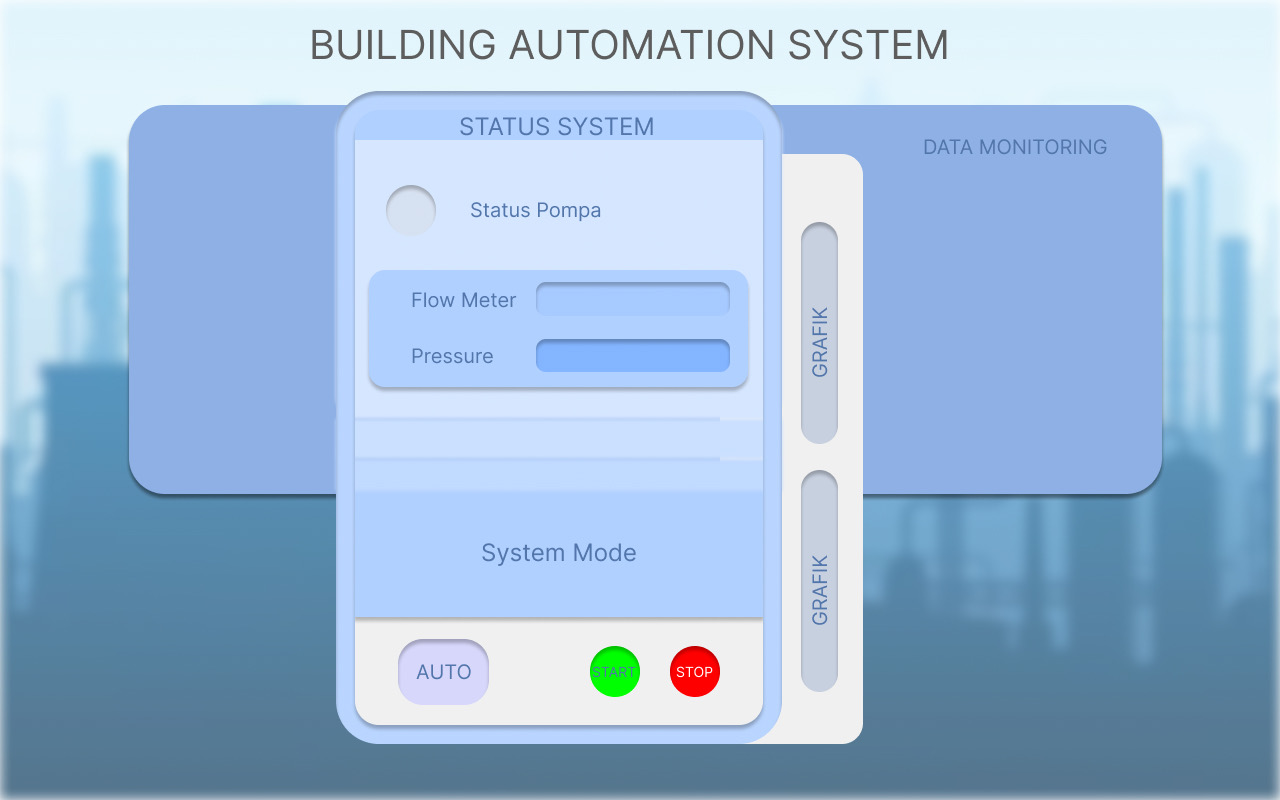 BUILDING AUTOMATION SYSTEM
STATUS SYSTEM
DATA MONITORING
Status Pompa
Flow Meter
Pressure
GRAFIK
System Mode
GRAFIK
AUTO
START
STOP